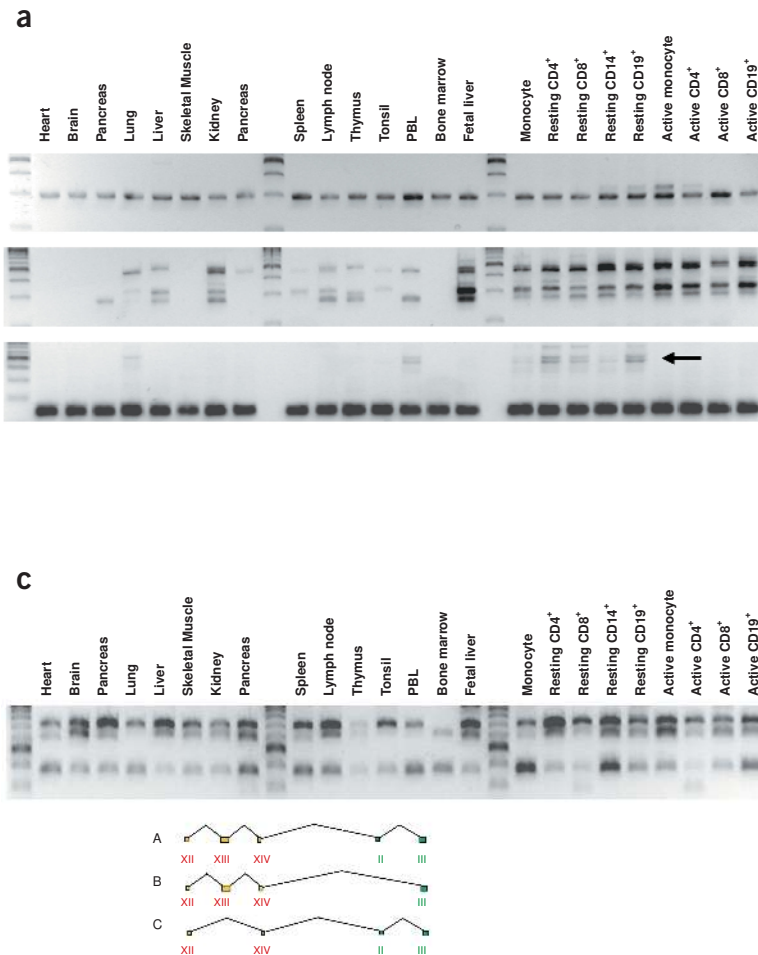 a
Heart
Brain
Pancreas
Lung
Liver
Skeletal Muscle
Kidney
Pancreas
Spleen
Lymph node
Thymus
Tonsil
PBL
Bone marrow
Fetal liver
Monocyte
Resting CD4+
Resting CD8+
Resting CD14+
Resting CD19+
Active monocyte
Active CD4+
Active CD8+
Active CD19+
c
Heart
Brain
Pancreas
Lung
Liver
Skeletal Muscle
Kidney
Pancreas
Spleen
Lymph node
Thymus
Tonsil
PBL
Bone marrow
Fetal liver
Monocyte
Resting CD4+
Resting CD8+
Resting CD14+
Resting CD19+
Active monocyte
Active CD4+
Active CD8+
Active CD19+
A
XII XIII XIV II III
B
XII XIII XIV III
C
XII XIV II III